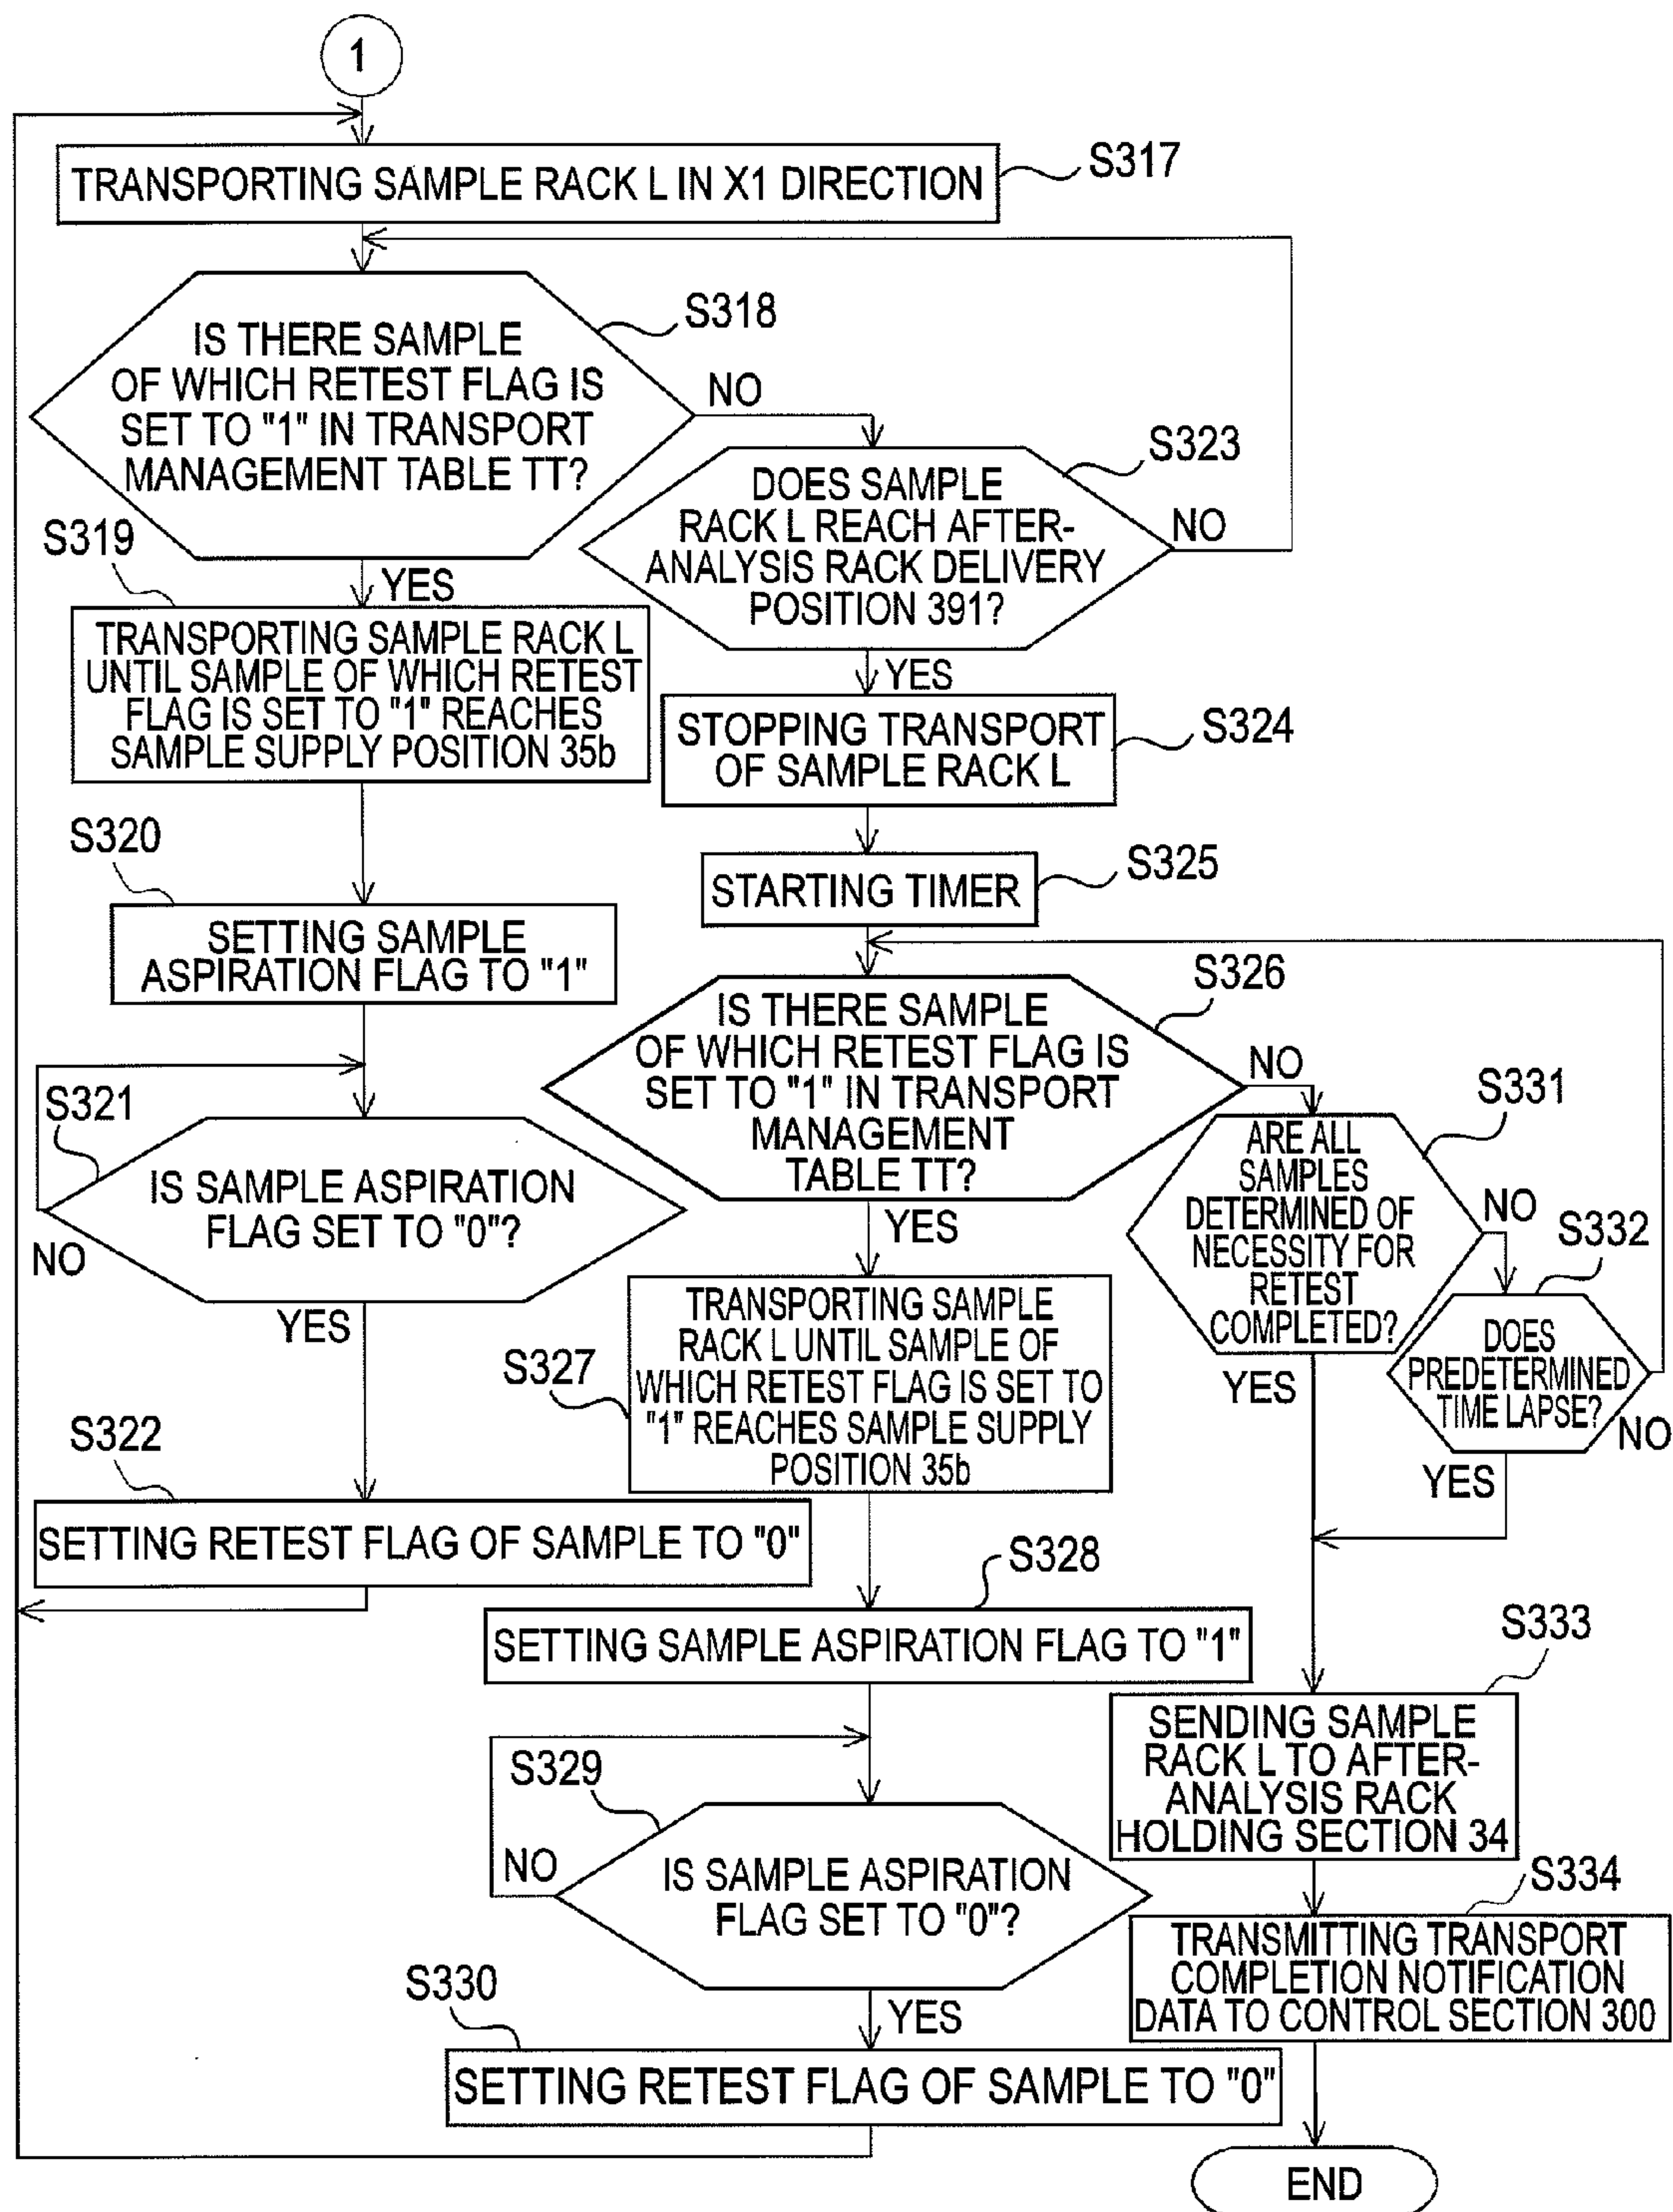 1
TRANSPORTING SAMPLE RACK L IN X1 DIRECTION
S317
IS THERE SAMPLE
OF WHICH RETEST FLAG IS
SET TO "1" IN TRANSPORT
MANAGEMENT TABLE TT?
S318
NO
YES
DOES SAMPLE
RACK L REACH AFTER-
ANALYSIS RACK DELIVERY
POSITION 391?
S323
NO
YES
S319
TRANSPORTING SAMPLE RACK L
UNTIL SAMPLE OF WHICH RETEST
FLAG IS SET TO "1" REACHES
SAMPLE SUPPLY POSITION 35b
STOPPING TRANSPORT
OF SAMPLE RACK L
S324
S320
SETTING SAMPLE
ASPIRATION FLAG TO "1"
STARTING TIMER
S325
S321
IS SAMPLE ASPIRATION
FLAG SET TO "0"?
NO
YES
IS THERE SAMPLE
OF WHICH RETEST FLAG IS
SET TO "1" IN TRANSPORT
MANAGEMENT
TABLE TT?
S326
NO
YES
ARE ALL
SAMPLES
DETERMINED OF
NECESSITY FOR
RETEST
COMPLETED?
S331
NO
YES
S332
DOES
PREDETERMINED
TIME LAPSE?
NO
YES
S327
TRANSPORTING SAMPLE
RACK L UNTIL SAMPLE OF
WHICH RETEST FLAG IS SET TO
"1" REACHES SAMPLE SUPPLY
POSITION 35b
S322
SETTING RETEST FLAG OF SAMPLE TO "0"
S328
SETTING SAMPLE ASPIRATION FLAG TO "1"
S329
IS SAMPLE ASPIRATION
FLAG SET TO "0"?
NO
YES
S333
SENDING SAMPLE
RACK L TO AFTER-
ANALYSIS RACK
HOLDING SECTION 34
S334
TRANSMITTING TRANSPORT
COMPLETION NOTIFICATION
DATA TO CONTROL SECTION 300
S330
SETTING RETEST FLAG OF SAMPLE TO "0"
END